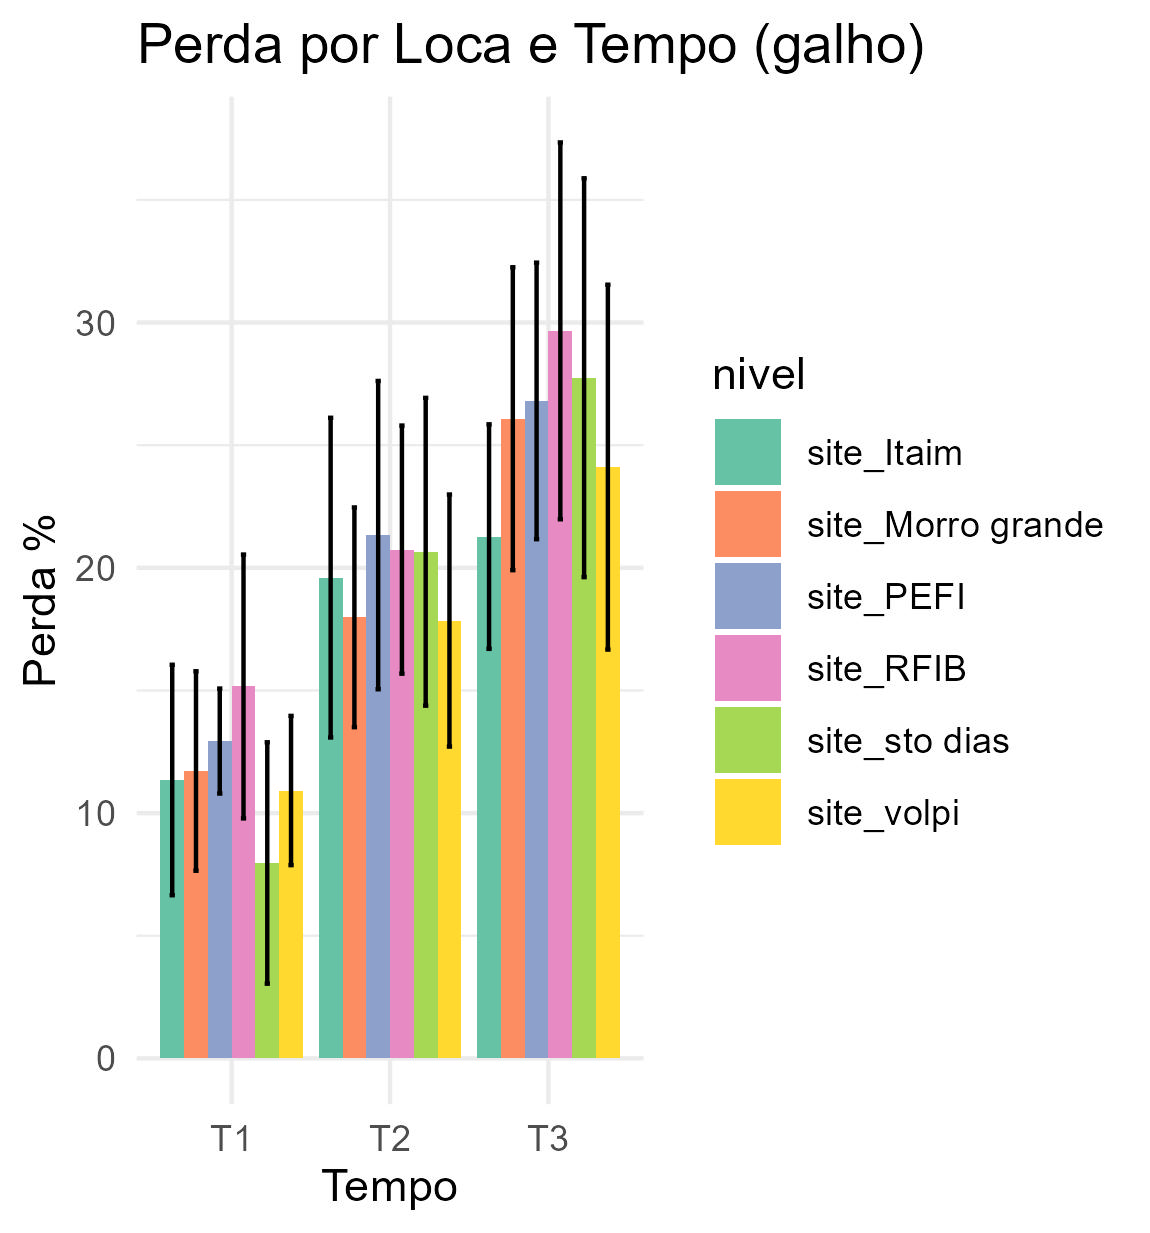 Perda por Loca e Tempo (galho)
Perda %
30
20
10
0
T1 T2 T3
Tempo
nivel
site_Itaim
site_Morro grande
site_PEFI
site_RFIB
site_sto dias
site_volpi